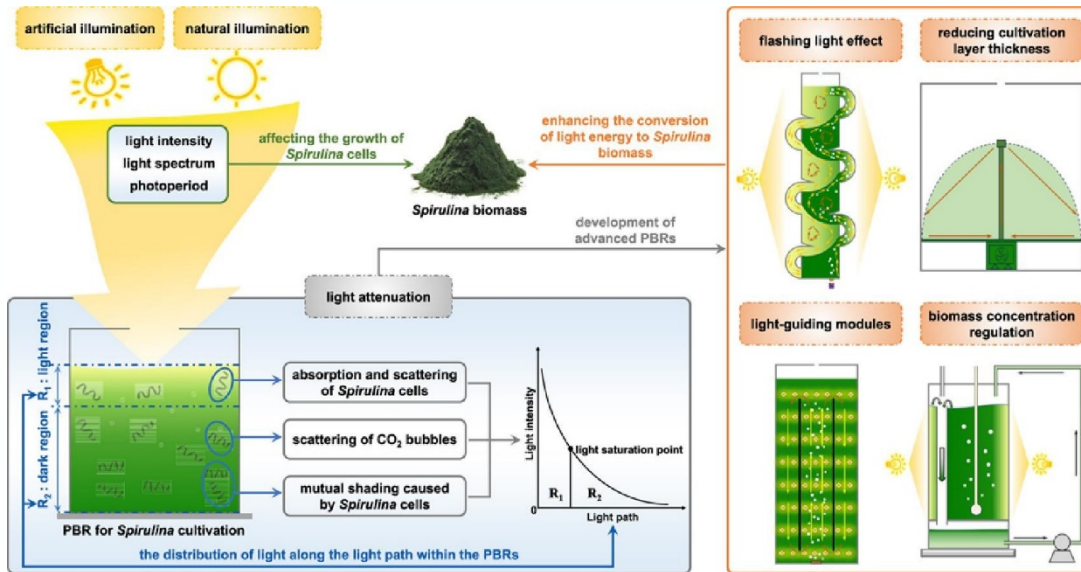 artificial illumination
natural illumination
light intensity
light spectrum
photoperiod
affecting the growth of
Spirulina cells
Spirulina biomass
enhancing the conversion
of light energy to Spirulina
biomass
development of
advanced PBRs
flashing light effect
reducing cultivation
layer thickness
light-guiding modules
biomass concentration
regulation
light attenuation
R₁ : light region
R₂ : dark region
absorption and scattering
of Spirulina cells
scattering of CO₂ bubbles
mutual shading caused
by Spirulina cells
PBR for Spirulina cultivation
Light intensity
light saturation point
R₁
R₂
0
Light path
the distribution of light along the light path within the PBRs